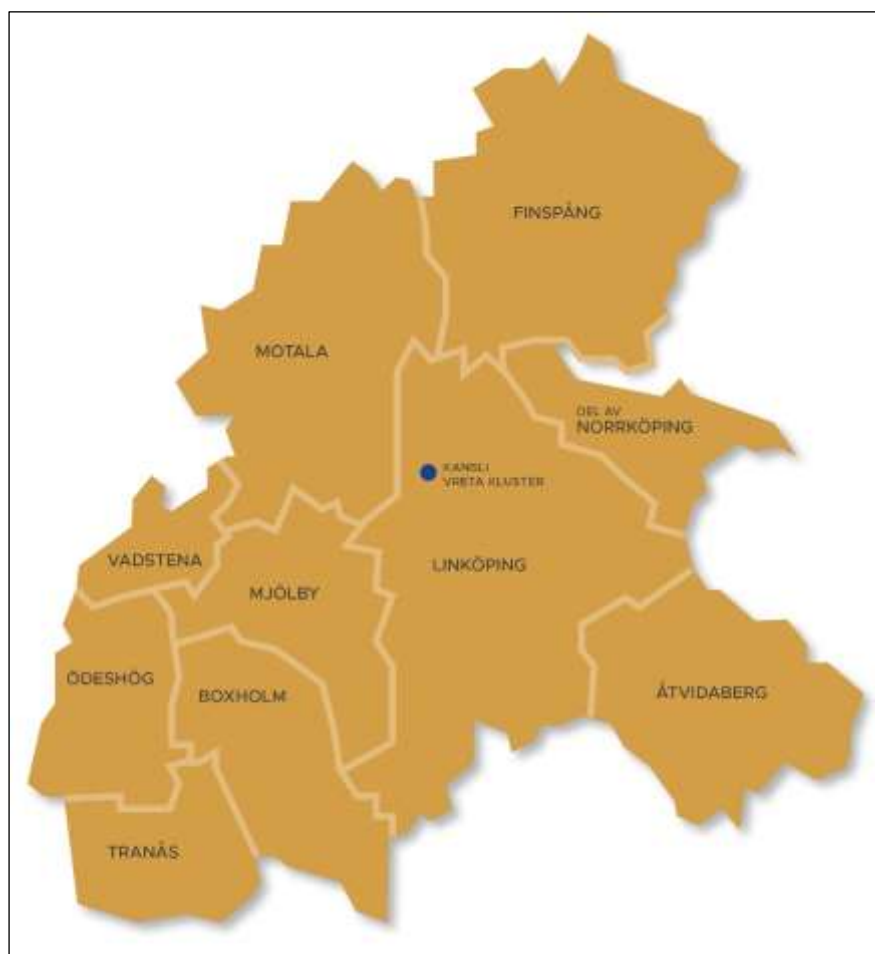 FINSPÅNG
MOTALA
DEL AV
NORRKÖPING
KANSLI
VRETA KLUSTER
VADSTENA
LINKÖPING
MJÖLBY
ÖDESHÖG
BOXHOLM
ÅTVIDABERG
TRANÅS